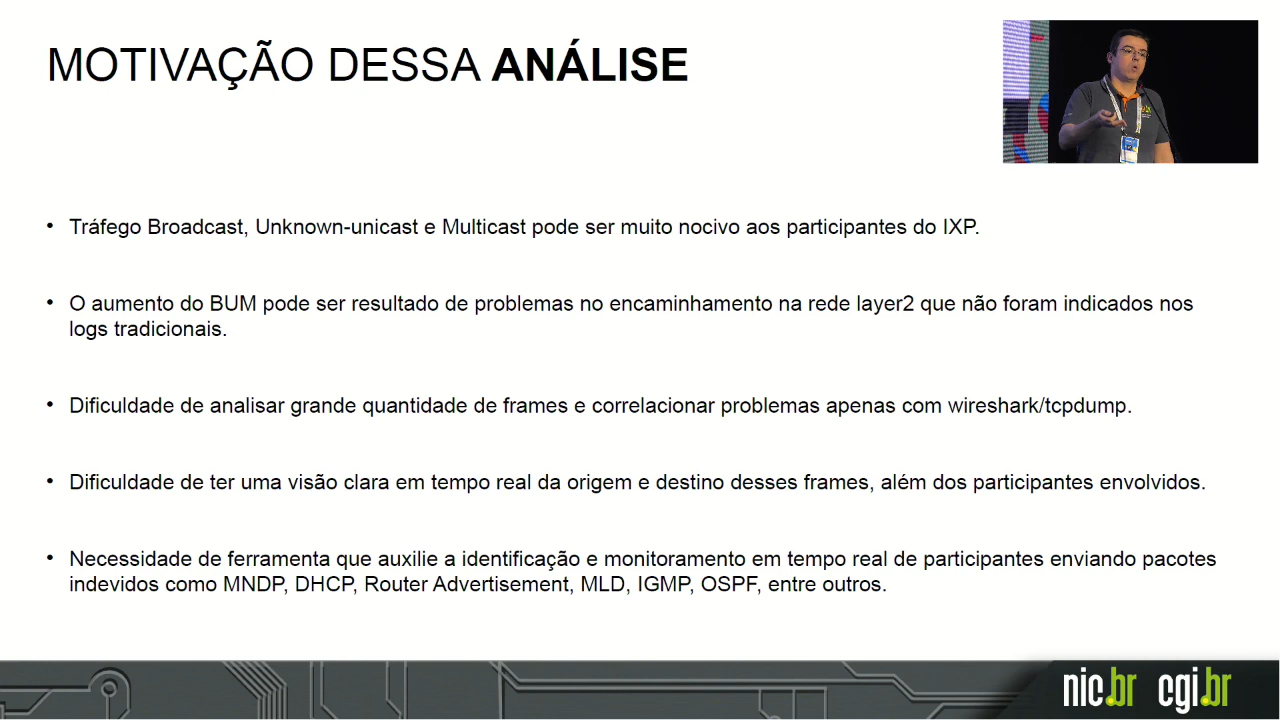 MOTIVAÇÃO DESSA ANÁLISE
• Tráfego Broadcast, Unknown-unicast e Multicast pode ser muito nocivo aos participantes do IXP.
• O aumento do BUM pode ser resultado de problemas no encaminhamento na rede layer2 que não foram indicados nos
logs tradicionais.
• Dificuldade de analisar grande quantidade de frames e correlacionar problemas apenas com wireshark/tcpdump.
• Dificuldade de ter uma visão clara em tempo real da origem e destino desses frames, além dos participantes envolvidos.
• Necessidade de ferramenta que auxilie a identificação e monitoramento em tempo real de participantes enviando pacotes
indevidos como MNDP, DHCP, Router Advertisement, MLD, IGMP, OSPF, entre outros.
nic.br cgi.br